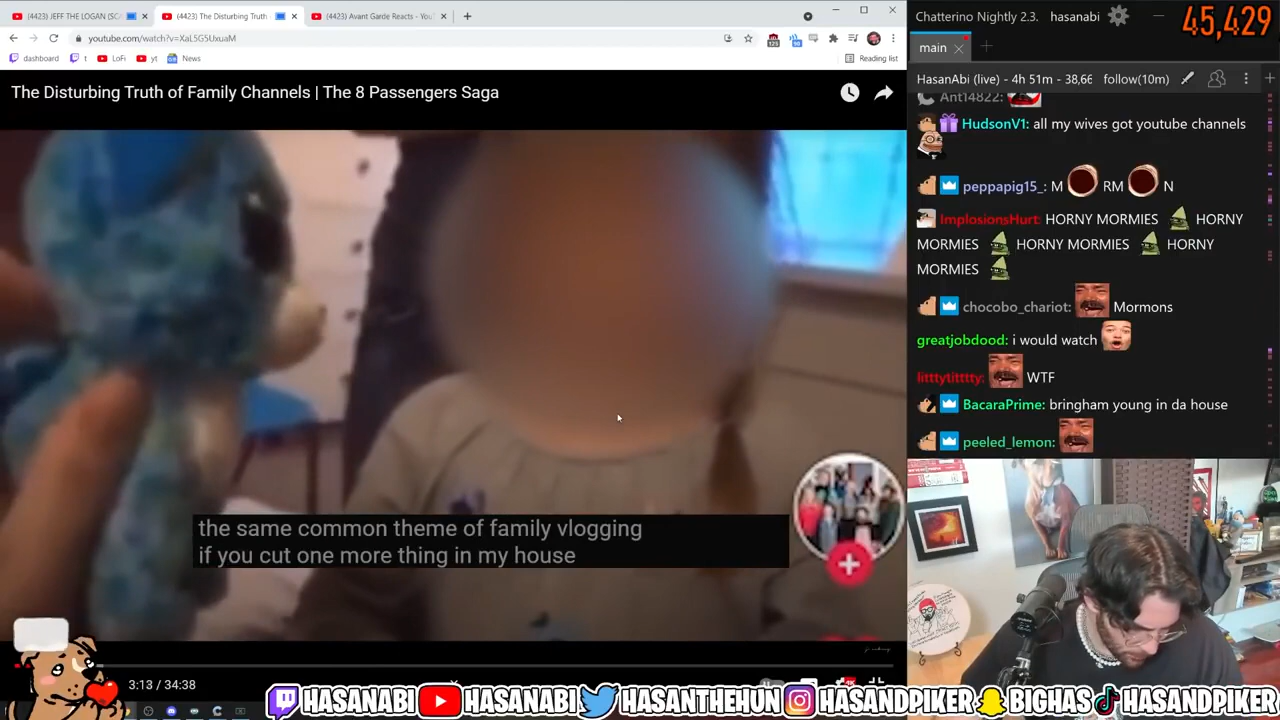 (4423) JEFF THE LOGAN (SC
(4423) The Disturbing Truth
(4423) Avant Garde Reacts - You
youtube.com/watch?v=XaL5G5UxuaM
dashboard
t
LoFi
yt
News
Reading list
The Disturbing Truth of Family Channels | The 8 Passengers Saga
the same common theme of family vlogging
if you cut one more thing in my house
3:13 / 34:38
Chatterino Nightly 2.3.
hasanabi
45,429
main
HasanAbi (live) - 4h 51m - 38,66
follow(10m)
Ant14822:
HudsonV1: all my wives got youtube channels
peppapig15_: M RM N
ImplosionsHurt: HORNY MORMIES HORNY
MORMIES HORNY MORMIES HORNY
MORMIES
chocobo_chariot: Mormons
greatjobdood: i would watch
litttytitttty: WTF
BacaraPrime: bringham young in da house
peeled_lemon:
HASANABI
HASANABI
HASANTHEHUN
HASANDPIKER
BIGHAS
HASANDPIKER